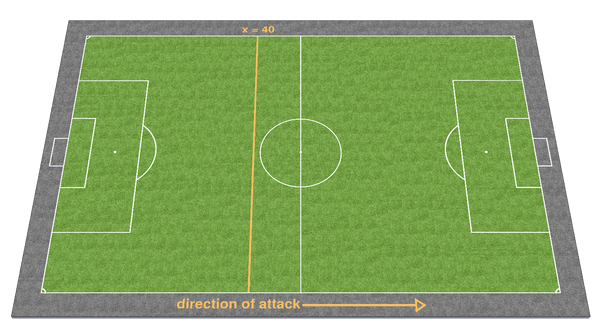 x = 40
direction of attack